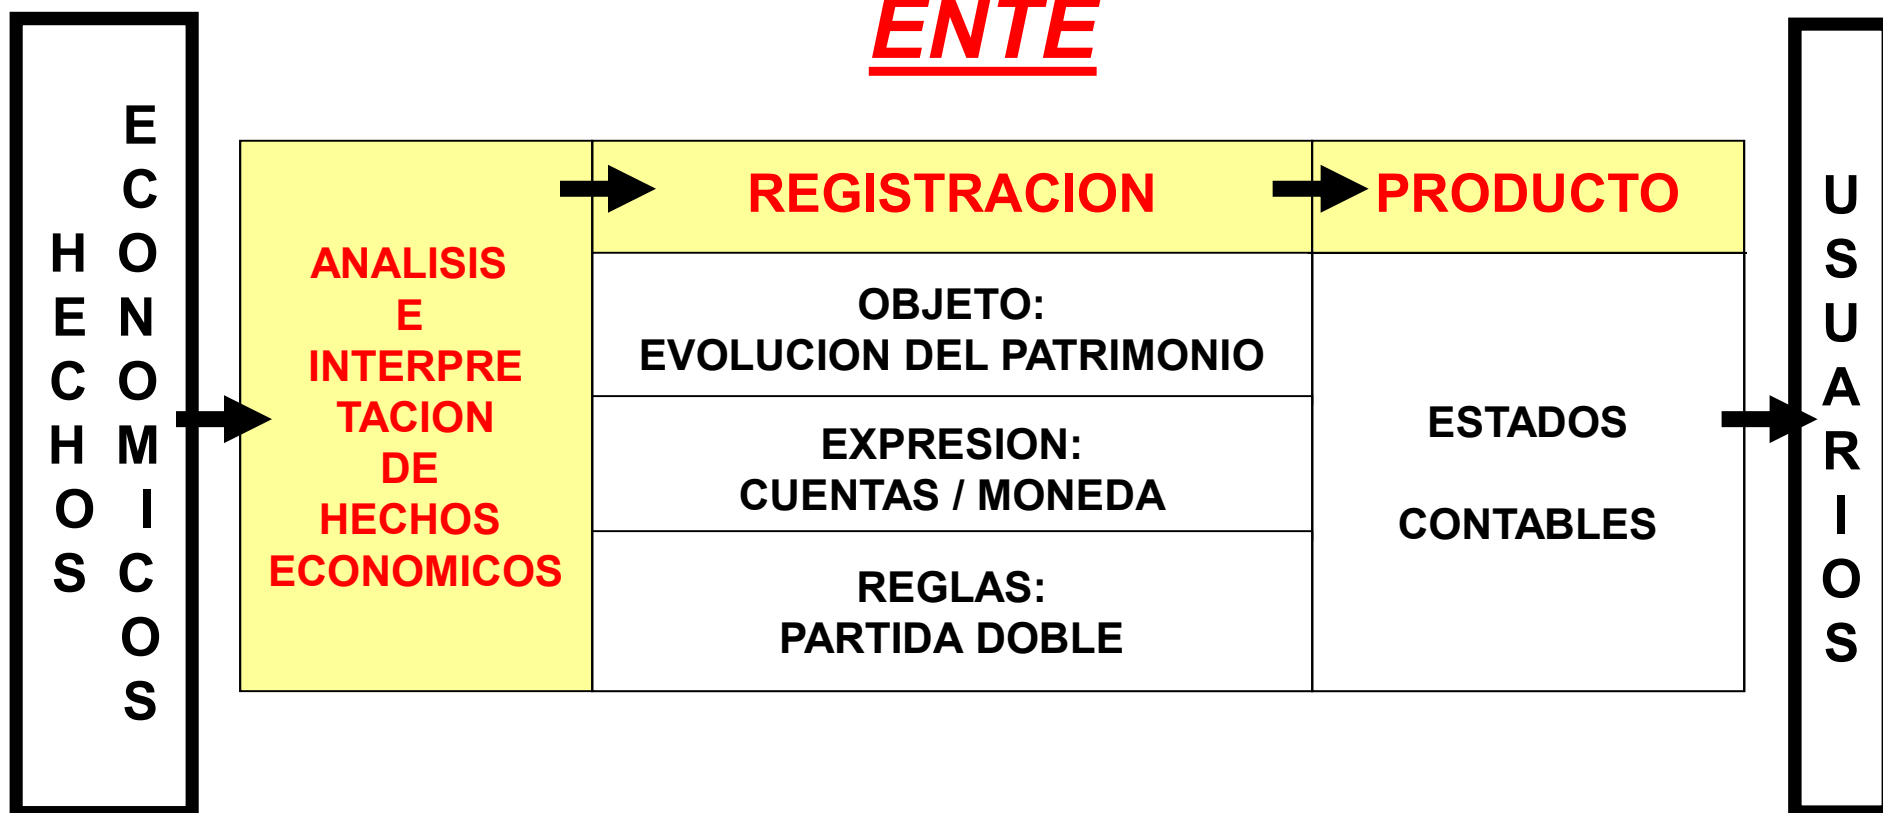 ENTE
HECHOS
ECONOMICOS
ANALISIS
E
INTERPRE
TACION
DE
HECHOS
ECONOMICOS
REGISTRACION
OBJETO:
EVOLUCION DEL PATRIMONIO
EXPRESION:
CUENTAS / MONEDA
REGLAS:
PARTIDA DOBLE
PRODUCTO
ESTADOS
CONTABLES
USUARIOS